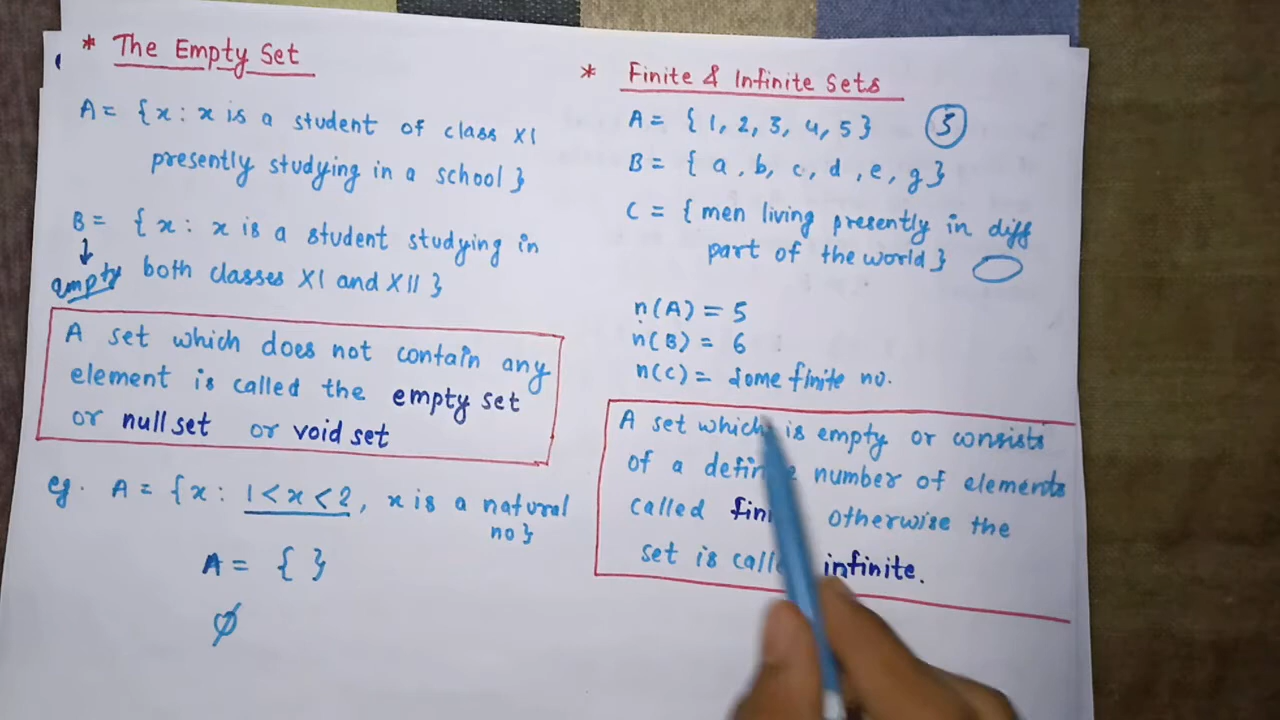 * The Empty Set
A = { x : x is a student of class XI
presently studying in a school }
B = { x : x is a student studying in
both classes XI and XII }
empty
A set which does not contain any
element is called the empty set
or null set or void set
eg. A = { x : 1 < x < 2, x is a natural
no }
A = { }
∅
* Finite & Infinite Sets
A = { 1, 2, 3, 4, 5 } 5
B = { a, b, c, d, e, g }
C = { men living presently in diff
part of the world }
n(A) = 5
n(B) = 6
n(C) = Some finite no.
A set which is empty or consists
of a number of elements
called otherwise the
set is infinite.